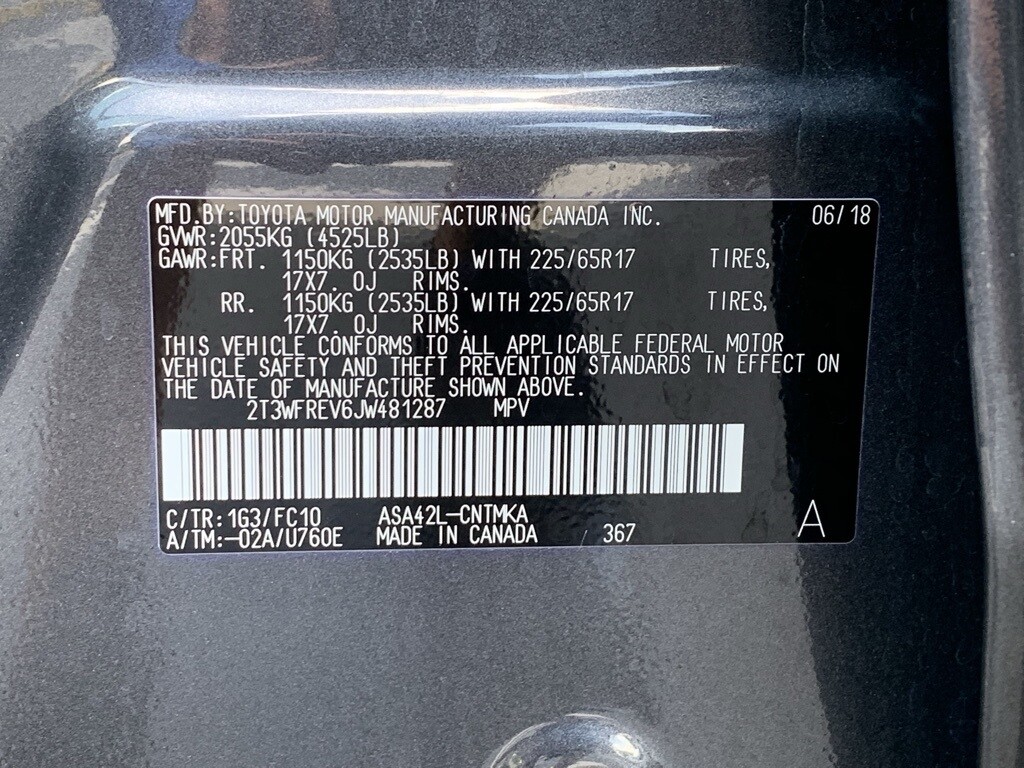 MFD.BY:TOYOTA MOTOR MANUFACTURING CANADA INC. 06/18
GVWR:2055KG (4525LB)
GAWR:FRT. 1150KG (2535LB) WITH 225/65R17 TIRES,
17X7. 0J RIMS.
RR. 1150KG (2535LB) WITH 225/65R17 TIRES,
17X7. 0J RIMS.
THIS VEHICLE CONFORMS TO ALL APPLICABLE FEDERAL MOTOR
VEHICLE SAFETY AND THEFT PREVENTION STANDARDS IN EFFECT ON
THE DATE OF MANUFACTURE SHOWN ABOVE.
2T3WFREV6JW481287 MPV
C/TR:1G3/FC10 ASA42L-CNTMKA
A/TM:-02A/U760E MADE IN CANADA / 367 A